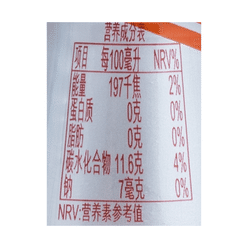 营养成分表
项目 每100毫升 NRV%
能量 197千焦 2%
蛋白质 0克 0%
脂肪 0克 0%
碳水化合物 11.6克 4%
钠 7毫克 0%
NRV:营养素参考值